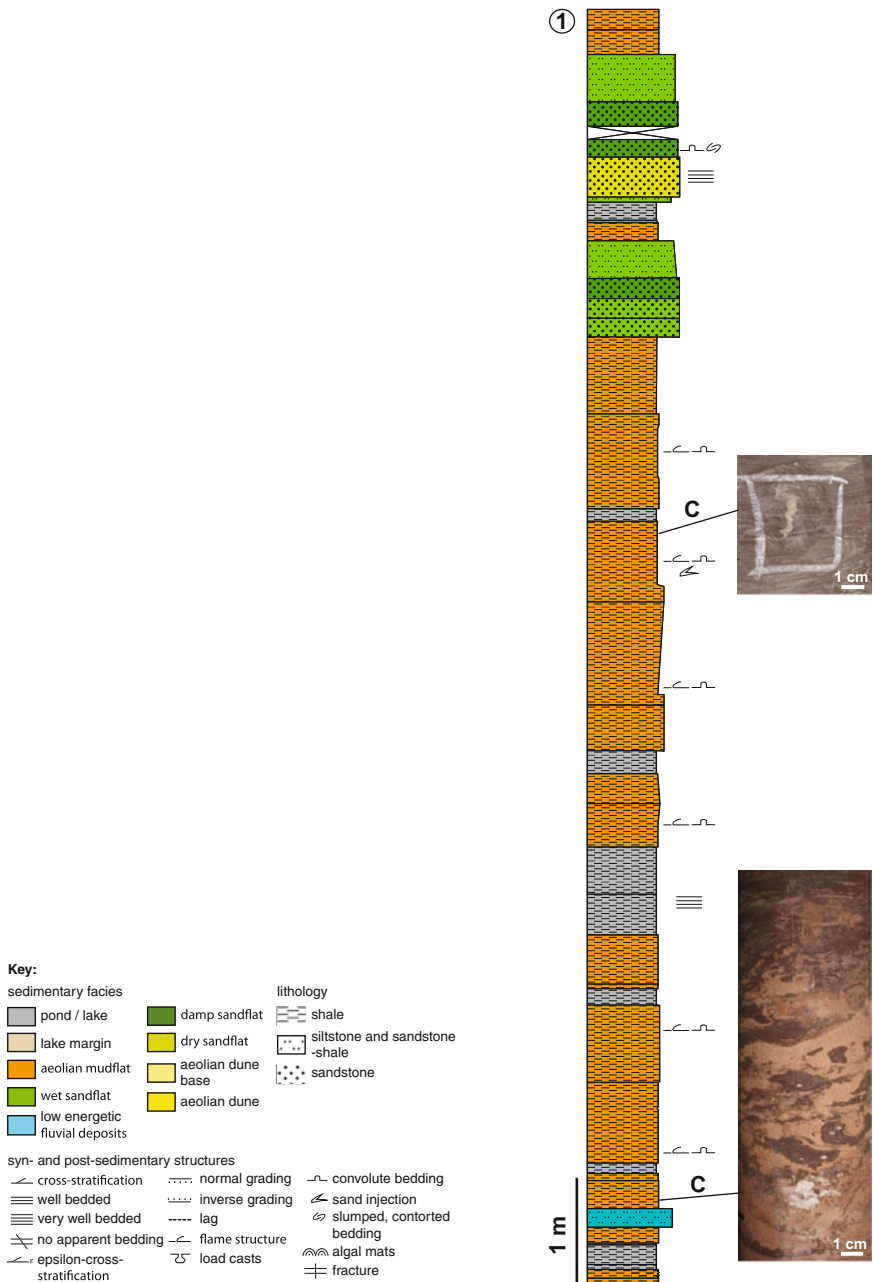 ①
C
1 cm
C
1 cm
1 m
Key:
sedimentary facies
pond / lake
lake margin
aeolian mudflat
wet sandflat
low energetic
fluvial deposits
damp sandflat
dry sandflat
aeolian dune
base
aeolian dune
lithology
shale
siltstone and sandstone
-shale
sandstone
syn- and post-sedimentary structures
cross-stratification
well bedded
very well bedded
no apparent bedding
E epsilon-cross-
stratification
normal grading
inverse grading
lag
flame structure
load casts
convolute bedding
sand injection
slumped, contorted
bedding
algal mats
fracture